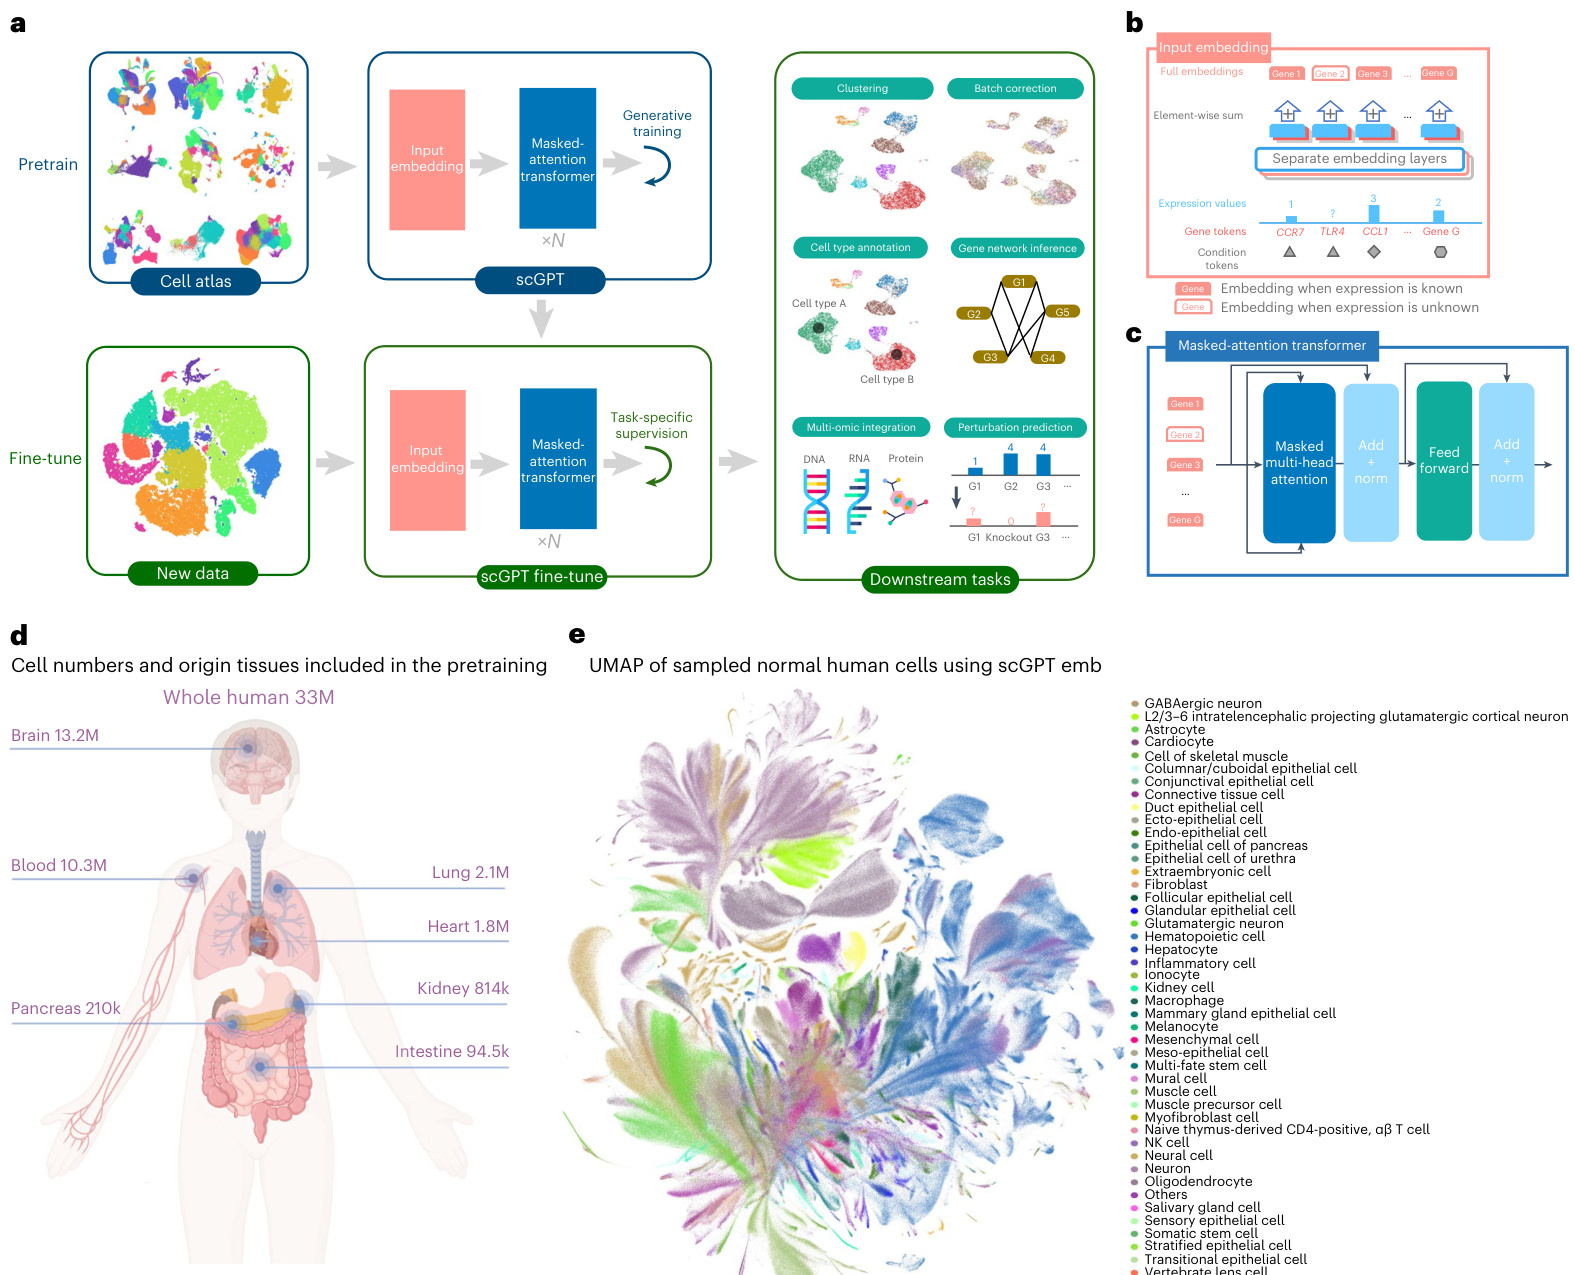 a
Pretrain
Cell atlas
Input
embedding
Masked-
attention
transformer
×N
Generative
training
scGPT
Fine-tune
New data
Input
embedding
Masked-
attention
transformer
×N
Task-specific
supervision
scGPT fine-tune
Clustering
Batch correction
Cell type annotation
Cell type A
Cell type B
Gene network inference
G1
G2
G5
G3
G4
Multi-omic integration
DNA
RNA
Protein
Perturbation prediction
1
4
4
G1
G2
G3
...
?
0
?
G1
Knockout
G3
...
Downstream tasks
b
Input embedding
Full embeddings
Gene 1
Gene 2
Gene 3
...
Gene G
Element-wise sum
+
+
+
...
+
Separate embedding layers
Expression values
1
?
3
2
Gene tokens
CCR7
TLR4
CCL1
...
Gene G
Condition
tokens
Gene
Embedding when expression is known
Gene
Embedding when expression is unknown
c
Masked-attention transformer
Gene 1
Gene 2
Gene 3
...
Gene G
Masked
multi-head
attention
Add
+
norm
Feed
forward
Add
+
norm
d
Cell numbers and origin tissues included in the pretraining
Whole human 33M
Brain 13.2M
Blood 10.3M
Lung 2.1M
Heart 1.8M
Kidney 814k
Pancreas 210k
Intestine 94.5k
e
UMAP of sampled normal human cells using scGPT emb
GABAergic neuron
L2/3–6 intratelencephalic projecting glutamatergic cortical neuron
Astrocyte
Cardiocyte
Cell of skeletal muscle
Columnar/cuboidal epithelial cell
Conjunctival epithelial cell
Connective tissue cell
Duct epithelial cell
Ecto-epithelial cell
Endo-epithelial cell
Epithelial cell of pancreas
Epithelial cell of urethra
Extraembryonic cell
Fibroblast
Follicular epithelial cell
Glandular epithelial cell
Glutamatergic neuron
Hematopoietic cell
Hepatocyte
Inflammatory cell
Ionocyte
Kidney cell
Macrophage
Mammary gland epithelial cell
Melanocyte
Mesenchymal cell
Meso-epithelial cell
Multi-fate stem cell
Mural cell
Muscle cell
Muscle precursor cell
Myofibroblast cell
Naive thymus-derived CD4-positive, αβ T cell
NK cell
Neural cell
Neuron
Oligodendrocyte
Others
Salivary gland cell
Sensory epithelial cell
Somatic stem cell
Stratified epithelial cell
Transitional epithelial cell
Vertebrate lens cell